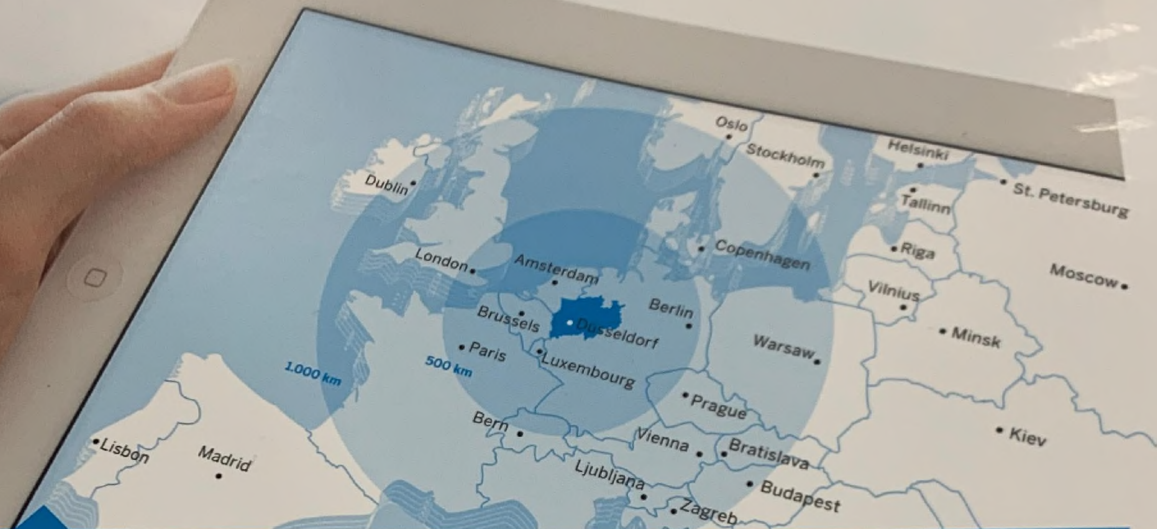 Oslo
Stockholm
Helsinki
St. Petersburg
Tallinn
Dublin
Riga
Copenhagen
Moscow
London
Amsterdam
Vilnius
Berlin
Brussels
Düsseldorf
Minsk
Paris
Warsaw
1.000 km
500 km
Luxembourg
Prague
Bern
Vienna
Bratislava
Kiev
Lisbon
Madrid
Ljubljana
Budapest
Zagreb